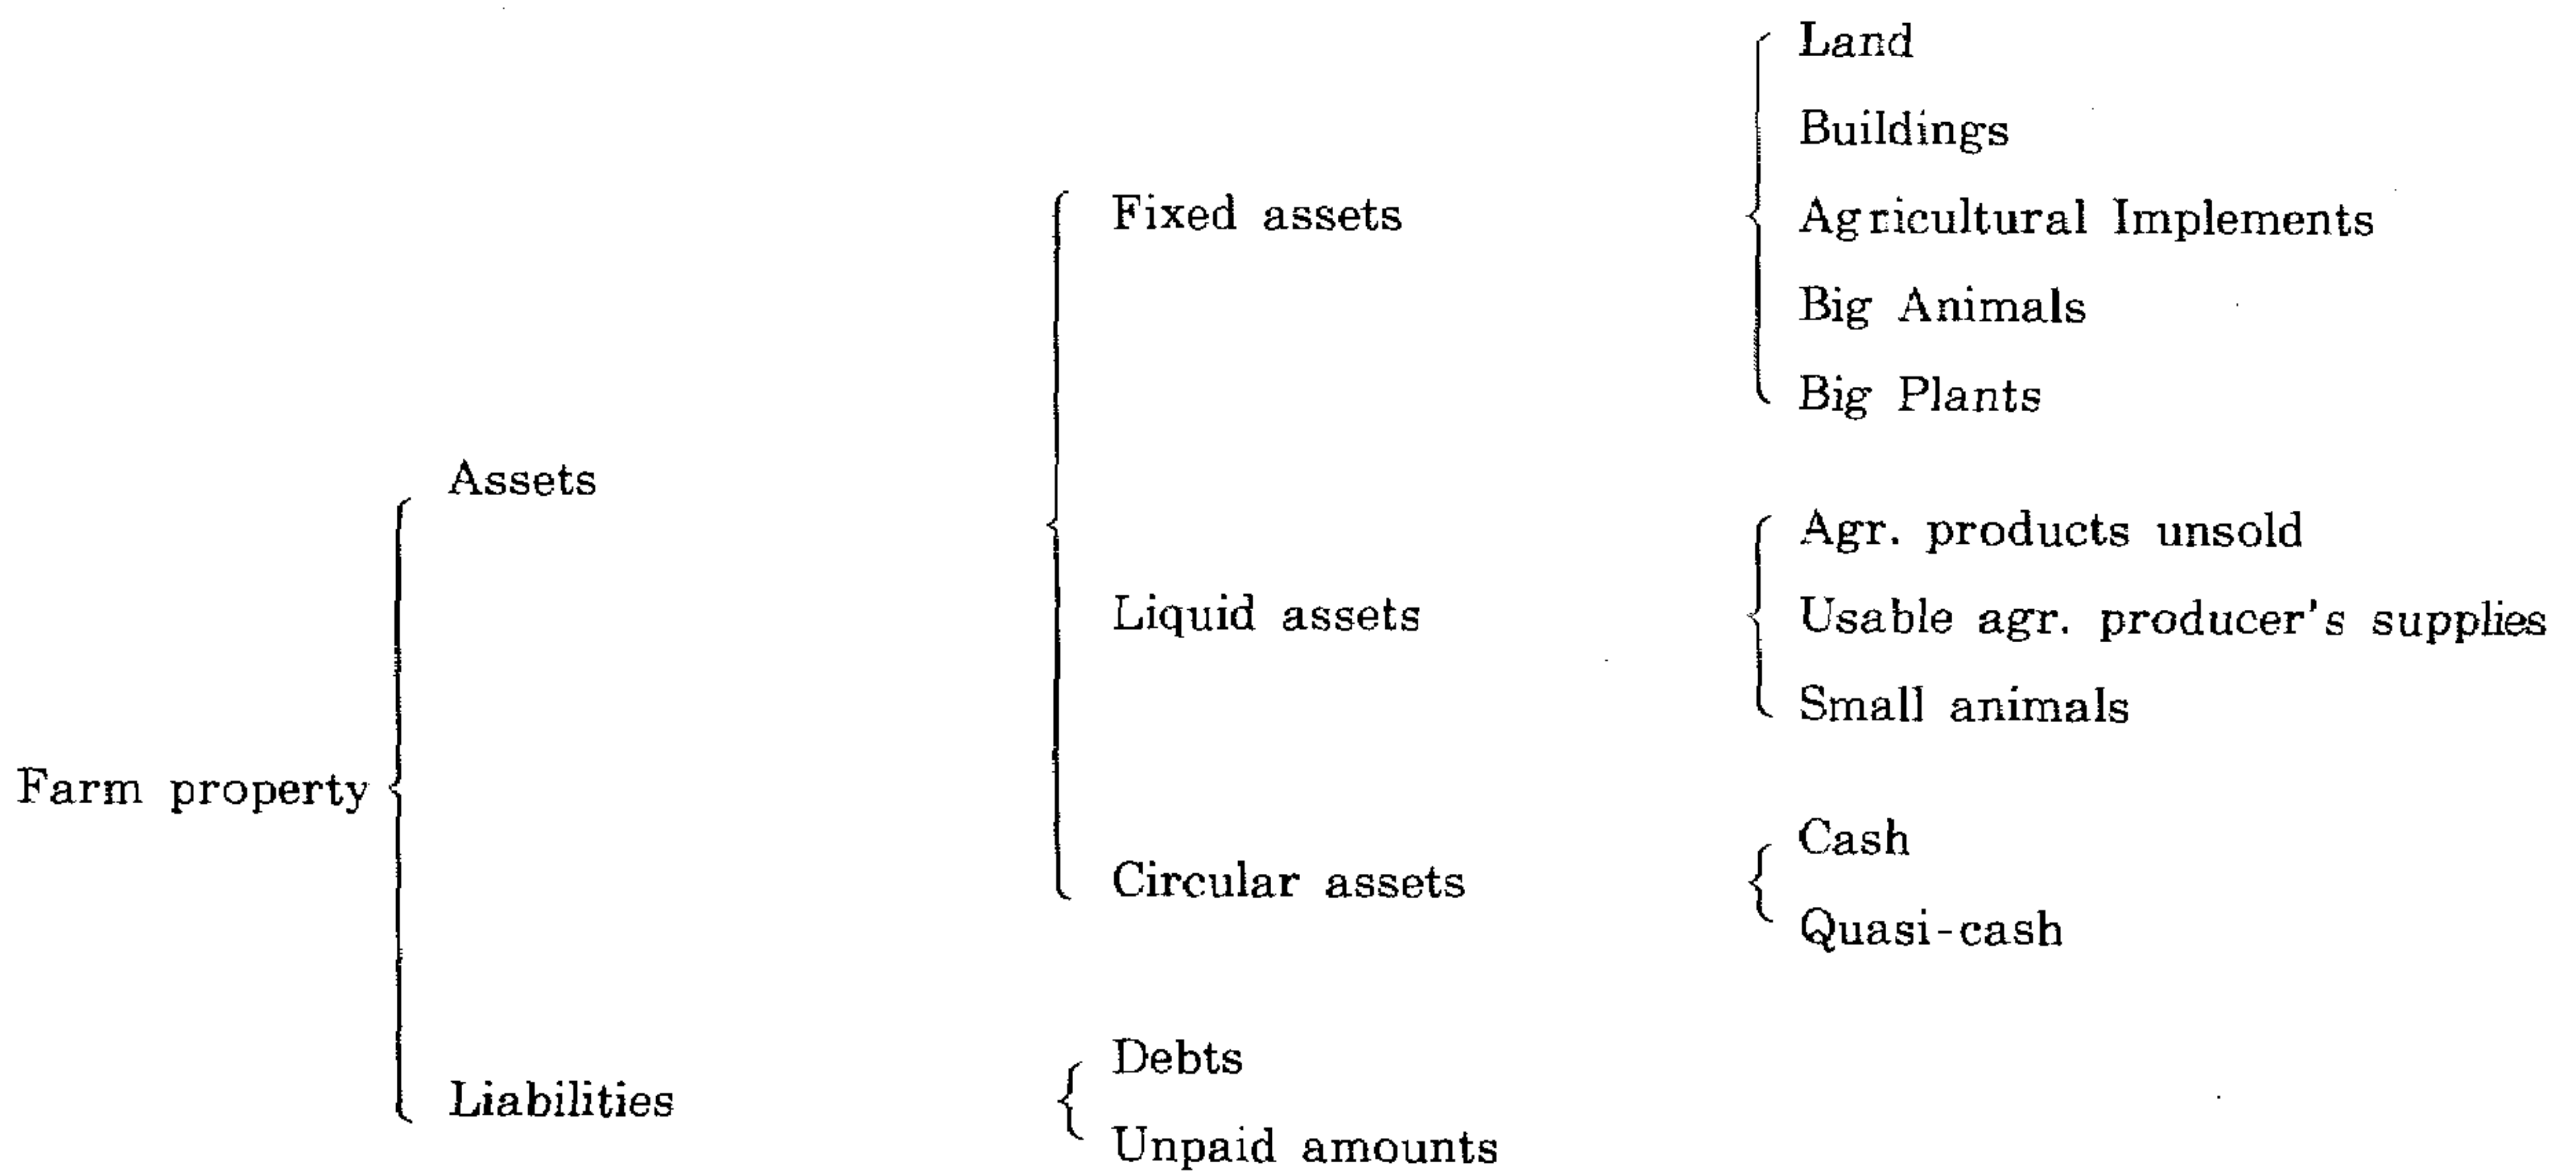 Farm property
Assets
Fixed assets
Land
Buildings
Agricultural Implements
Big Animals
Big Plants
Liquid assets
Agr. products unsold
Usable agr. producer's supplies
Small animals
Circular assets
Cash
Quasi-cash
Liabilities
Debts
Unpaid amounts